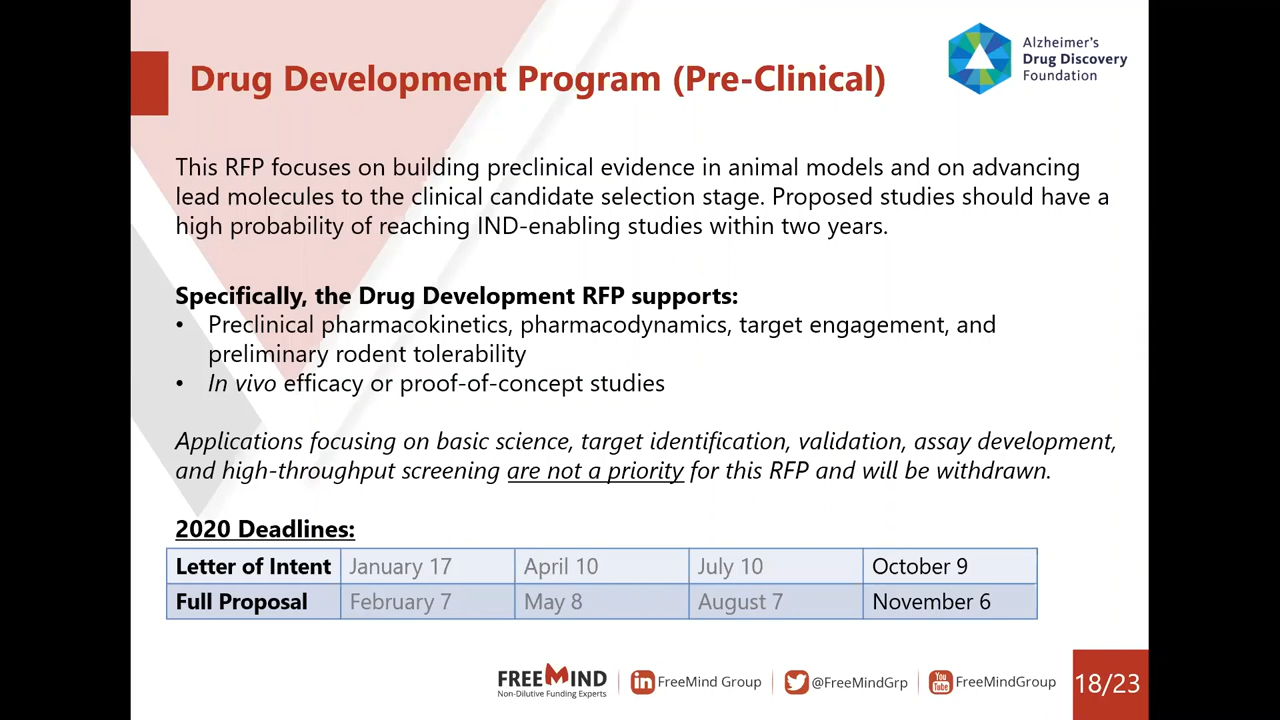 Drug Development Program (Pre-Clinical)
Alzheimer's
Drug Discovery
Foundation
This RFP focuses on building preclinical evidence in animal models and on advancing
lead molecules to the clinical candidate selection stage. Proposed studies should have a
high probability of reaching IND-enabling studies within two years.
Specifically, the Drug Development RFP supports:
• Preclinical pharmacokinetics, pharmacodynamics, target engagement, and
preliminary rodent tolerability
• In vivo efficacy or proof-of-concept studies
Applications focusing on basic science, target identification, validation, assay development,
and high-throughput screening are not a priority for this RFP and will be withdrawn.
2020 Deadlines:
Letter of Intent January 17 April 10 July 10 October 9
Full Proposal February 7 May 8 August 7 November 6
FREEMIND
Non-Dilutive Funding Experts
in FreeMind Group
@FreeMindGrp
You Tube FreeMindGroup
18/23